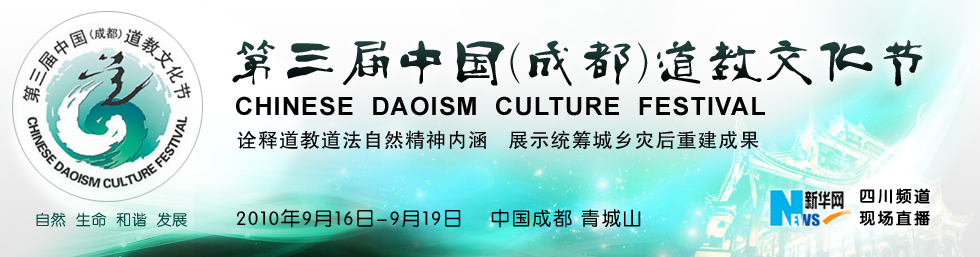 第三届中国(成都)道教文化节
CHINESE DAOISM CULTURE FESTIVAL
自然 生命 和谐 发展
第三届中国(成都)道教文化节
CHINESE DAOISM CULTURE FESTIVAL
诠释道教道法自然精神内涵 展示统筹城乡灾后重建成果
2010年9月16日-9月19日 中国成都 青城山
新华网
NEWS
四川频道
现场直播